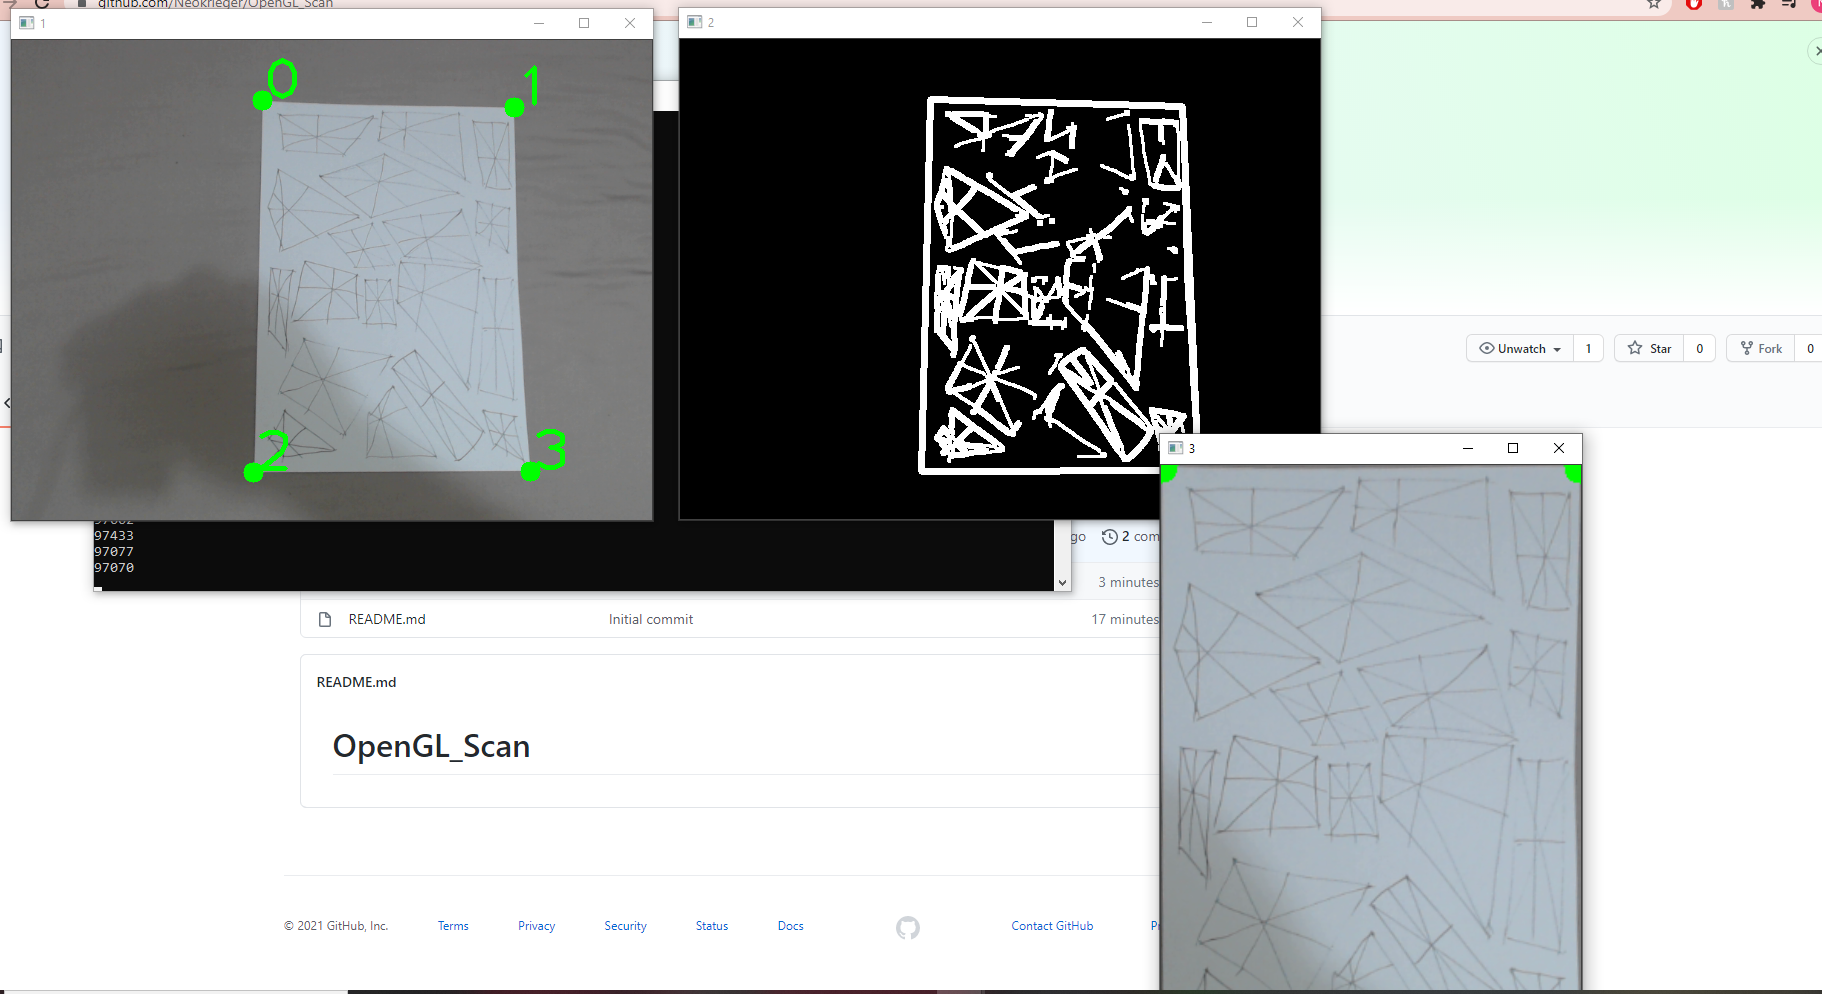 github.com/Neokrieger/OpenGL_Scan
1
2
0
1
2
3
97433
97077
97070
go 2 com
3 minutes
README.md Initial commit 17 minutes
Unwatch 1 Star 0 Fork 0
3
README.md
OpenGL_Scan
© 2021 GitHub, Inc. Terms Privacy Security Status Docs Contact GitHub